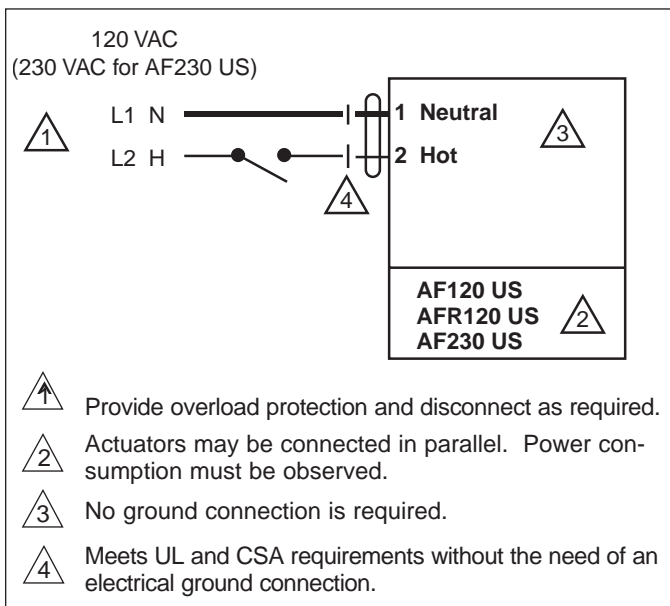 120 VAC
(230 VAC for AF230 US)
L1 N
1 Neutral
1
3
L2 H
2 Hot
4
AF120 US
AFR120 US
AF230 US
2
Provide overload protection and disconnect as required.
2
Actuators may be connected in parallel. Power con-
sumption must be observed.
3
No ground connection is required.
4
Meets UL and CSA requirements without the need of an
electrical ground connection.